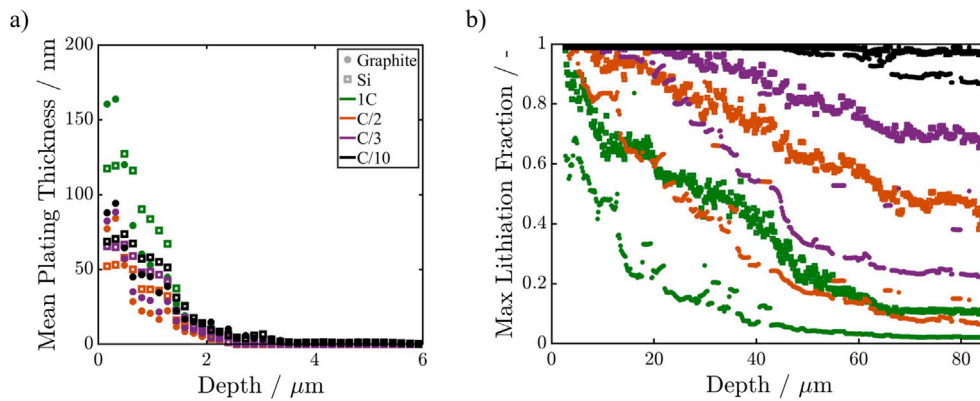 a)
Mean Plating Thickness / nm
200
150
100
50
0
0 2 4 6
Depth / μm
Graphite
Si
1C
C/2
C/3
C/10
b)
Max Lithiation Fraction / -
1
0.8
0.6
0.4
0.2
0
0 20 40 60 80
Depth / μm